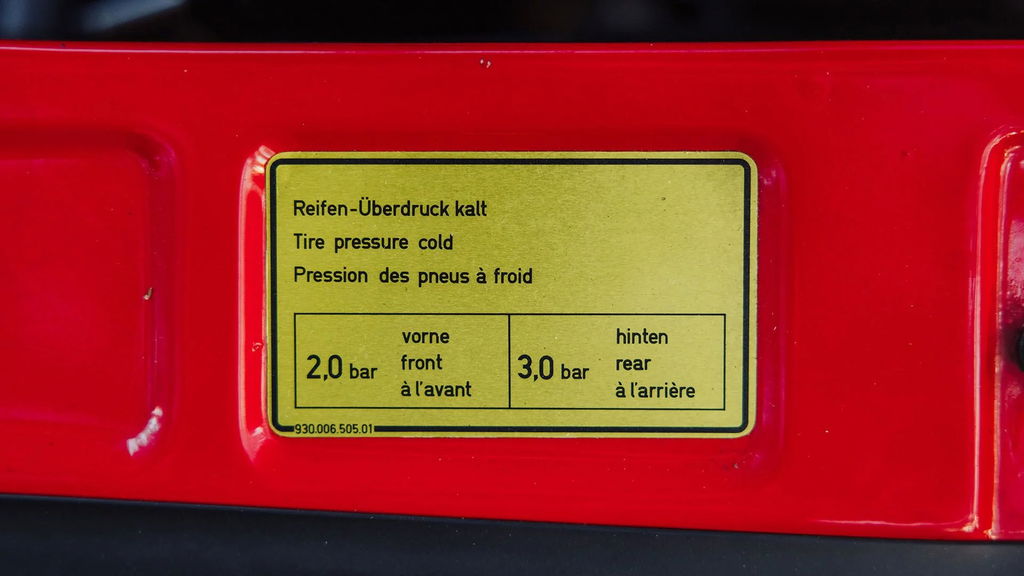 Reifen-Überdruck kalt
Tire pressure cold
Pression des pneus à froid
2,0 bar
vorne
front
à l'avant
3,0 bar
hinten
rear
à l'arrière
930.006.505.01